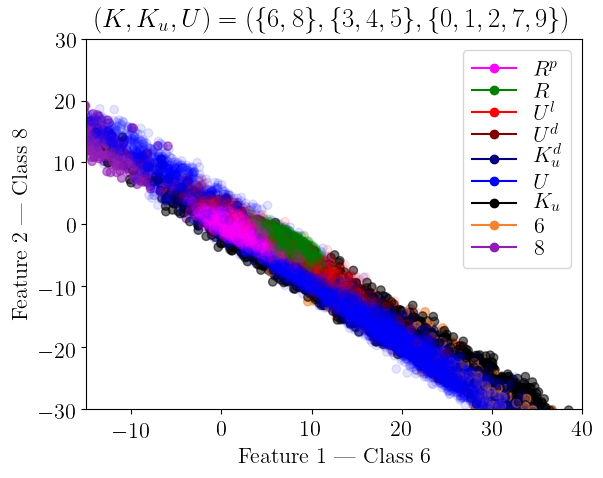 (K, K_u, U) = ({6, 8}, {3, 4, 5}, {0, 1, 2, 7, 9})
30
20
10
0
−10
−20
−30
Feature 2 — Class 8
R^p
R
U^l
U^d
K_u^d
U
K_u
6
8
−10
0
10
20
30
40
Feature 1 — Class 6